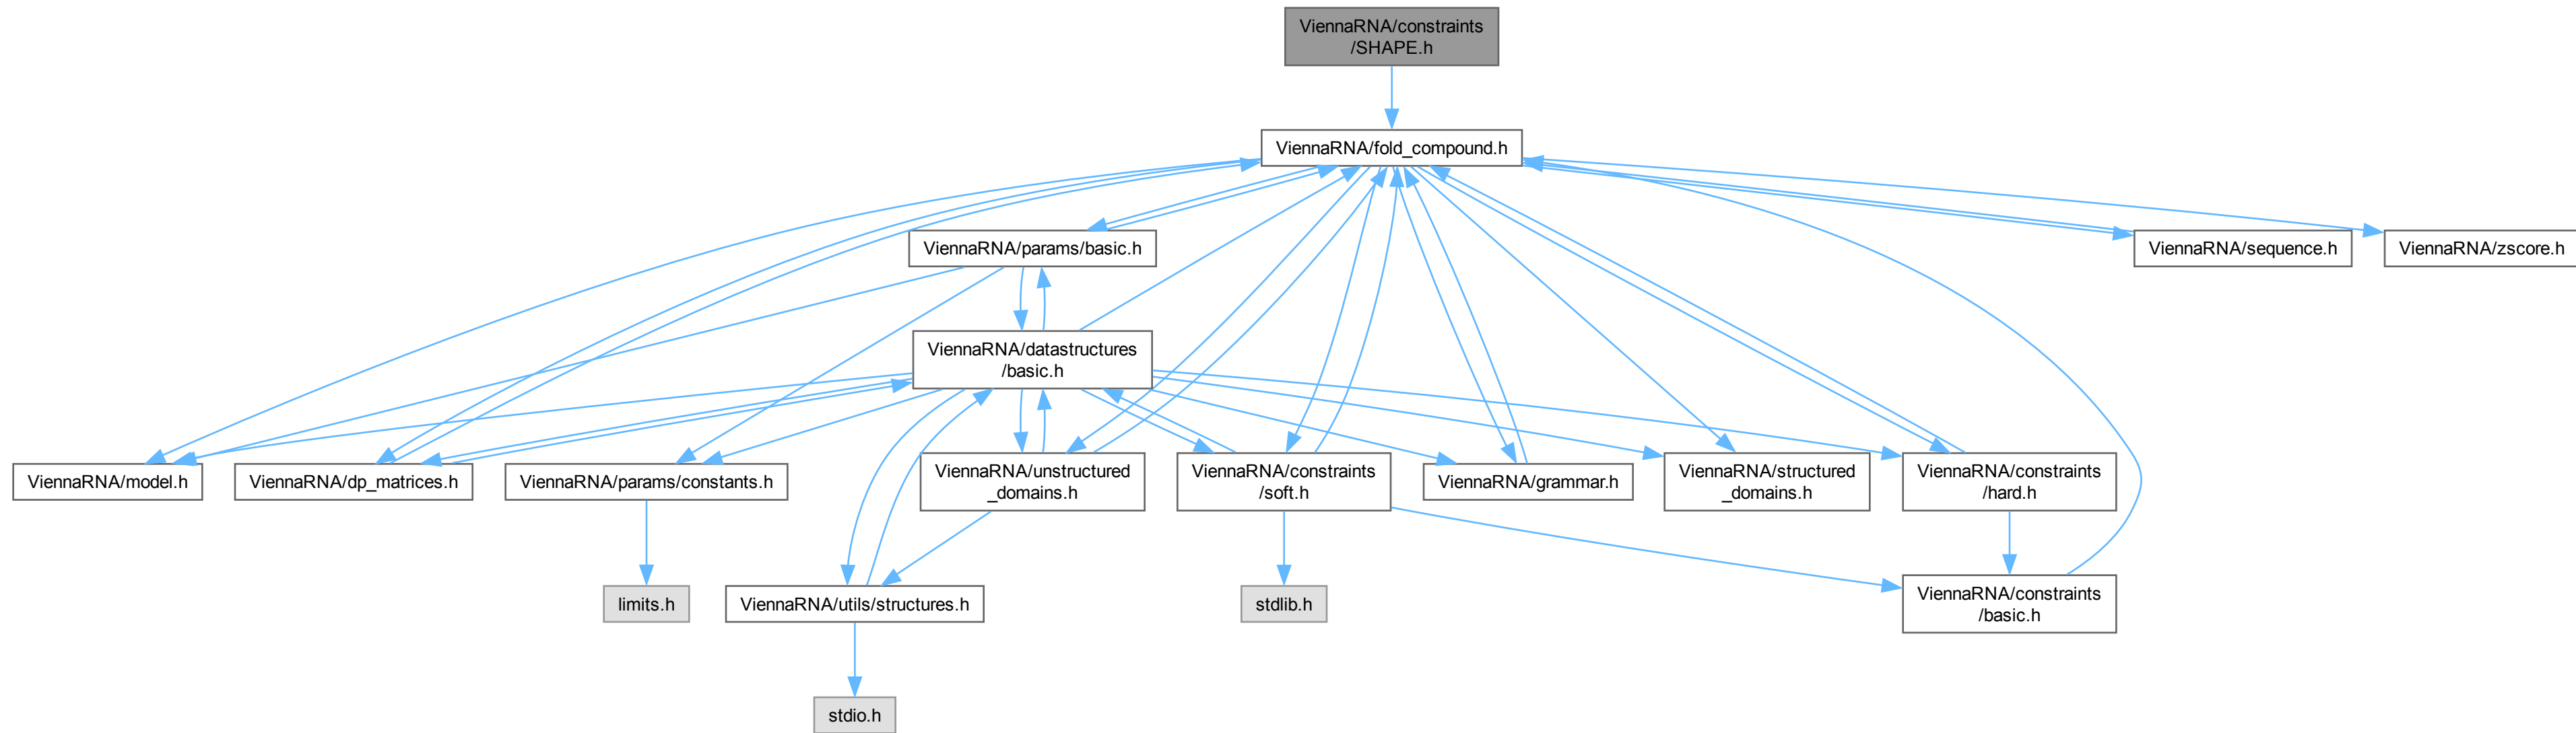 ViennaRNA/constraints
/SHAPE.h
ViennaRNA/fold_compound.h
ViennaRNA/params/basic.h
ViennaRNA/sequence.h
ViennaRNA/zscore.h
ViennaRNA/datastructures
/basic.h
ViennaRNA/model.h
ViennaRNA/dp_matrices.h
ViennaRNA/params/constants.h
ViennaRNA/unstructured
_domains.h
ViennaRNA/constraints
/soft.h
ViennaRNA/grammar.h
ViennaRNA/structured
_domains.h
ViennaRNA/constraints
/hard.h
limits.h
ViennaRNA/utils/structures.h
stdlib.h
ViennaRNA/constraints
/basic.h
stdio.h